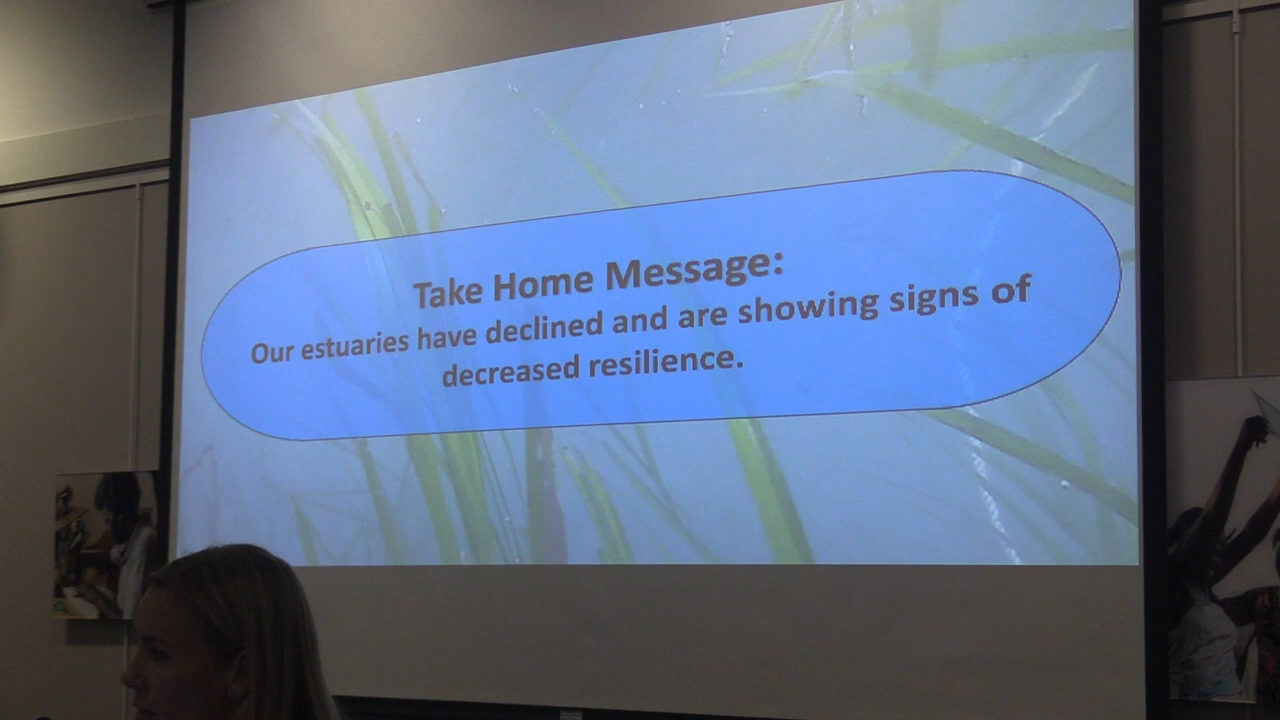 Take Home Message:
Our estuaries have declined and are showing signs of
decreased resilience.